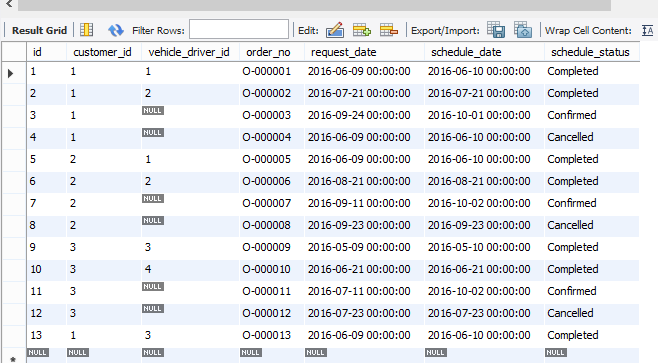 Result Grid Filter Rows: Edit: Export/Import: Wrap Cell Content: IA
id customer_id vehicle_driver_id order_no request_date schedule_date schedule_status
1 1 1 O-000001 2016-06-09 00:00:00 2016-06-10 00:00:00 Completed
2 1 2 O-000002 2016-07-21 00:00:00 2016-07-21 00:00:00 Completed
3 1 NULL O-000003 2016-09-24 00:00:00 2016-10-01 00:00:00 Confirmed
4 1 NULL O-000004 2016-06-09 00:00:00 2016-06-10 00:00:00 Cancelled
5 2 1 O-000005 2016-06-09 00:00:00 2016-06-10 00:00:00 Completed
6 2 2 O-000006 2016-08-21 00:00:00 2016-08-21 00:00:00 Completed
7 2 NULL O-000007 2016-09-11 00:00:00 2016-10-02 00:00:00 Confirmed
8 2 NULL O-000008 2016-09-23 00:00:00 2016-09-23 00:00:00 Cancelled
9 3 3 O-000009 2016-05-09 00:00:00 2016-05-10 00:00:00 Completed
10 3 4 O-000010 2016-06-21 00:00:00 2016-06-21 00:00:00 Completed
11 3 NULL O-000011 2016-07-11 00:00:00 2016-10-02 00:00:00 Confirmed
12 3 NULL O-000012 2016-07-23 00:00:00 2016-07-23 00:00:00 Cancelled
13 1 3 O-000013 2016-06-09 00:00:00 2016-06-10 00:00:00 Completed
NULL NULL NULL NULL NULL NULL NULL